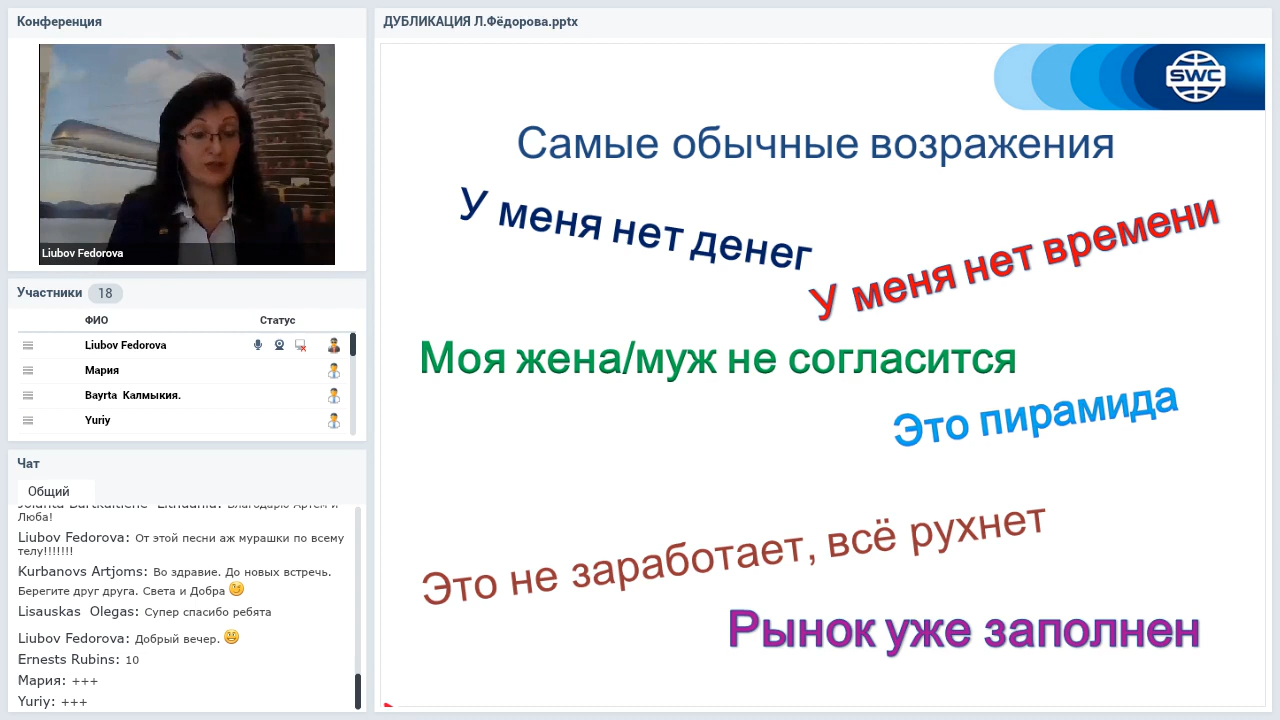 Конференция
Liubov Fedorova
Участники 18
ФИО Статус
Liubov Fedorova
Мария
Bayrta Калмыкия.
Yuriy
Чат
Общий
Люба!
Liubov Fedorova: От этой песни аж мурашки по всему
телу!!!!!!!
Kurbanovs Artjoms: Во здравие. До новых встречь.
Берегите друг друга. Света и Добра
Lisauskas Olegas: Супер спасибо ребята
Liubov Fedorova: Добрый вечер.
Ernests Rubins: 10
Мария: +++
Yuriy: +++
ДУБЛИКАЦИЯ Л.Фёдорова.pptx
SWC
Самые обычные возражения
У меня нет денег
У меня нет времени
Моя жена/муж не согласится
Это пирамида
Это не заработает, всё рухнет
Рынок уже заполнен